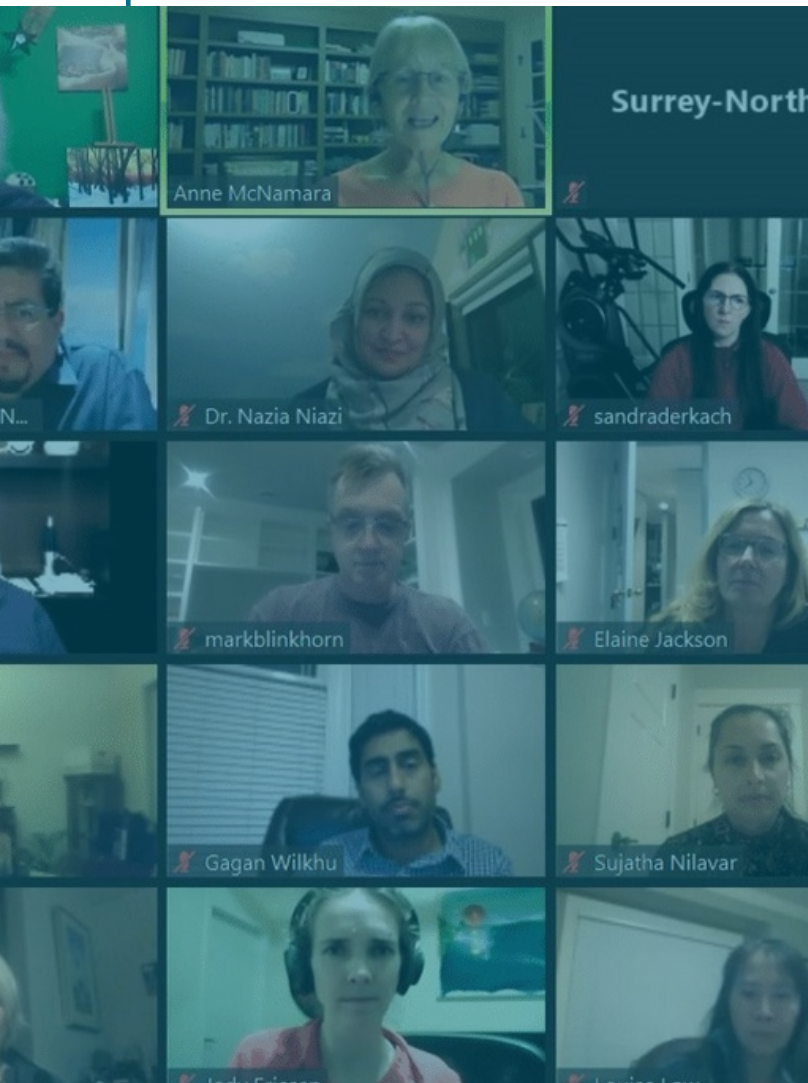 Surrey-North
Anne McNamara
N...
Dr. Nazia Niazi
sandraderkach
markblinkhorn
Elaine Jackson
Gagan Wilkhu
Sujatha Nilavar